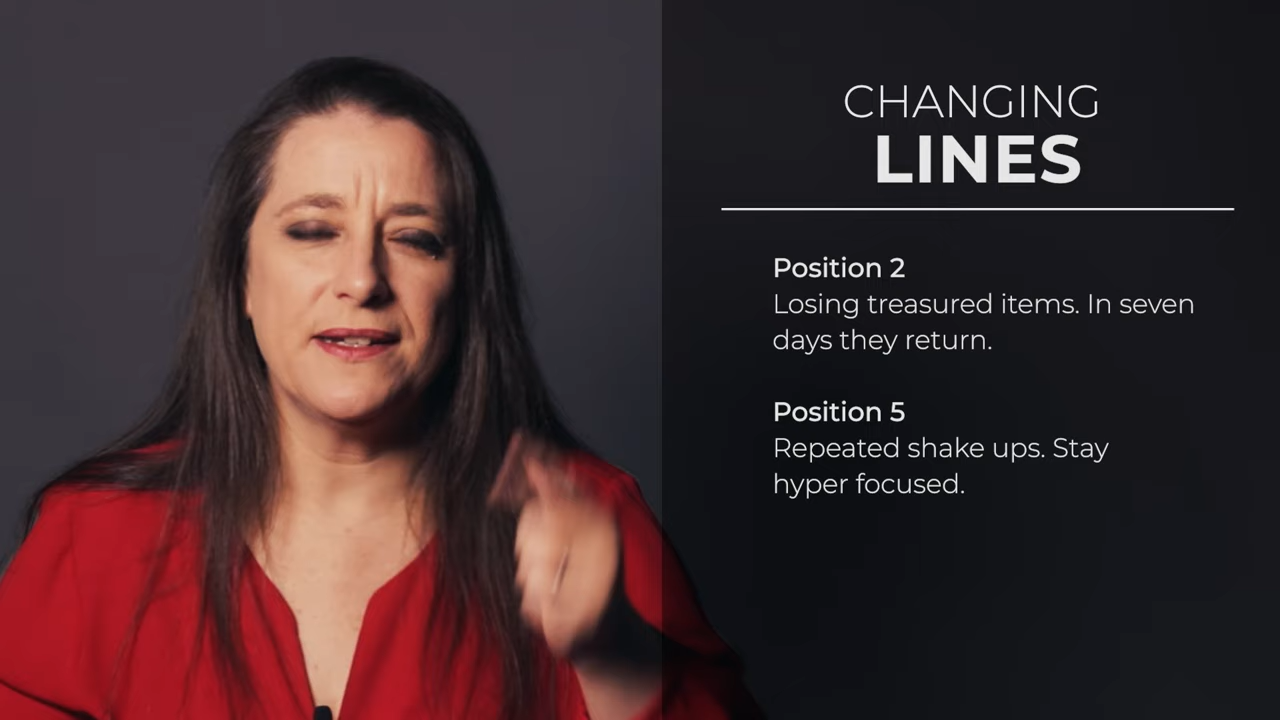 CHANGING
LINES
Position 2
Losing treasured items. In seven
days they return.
Position 5
Repeated shake ups. Stay
hyper focused.